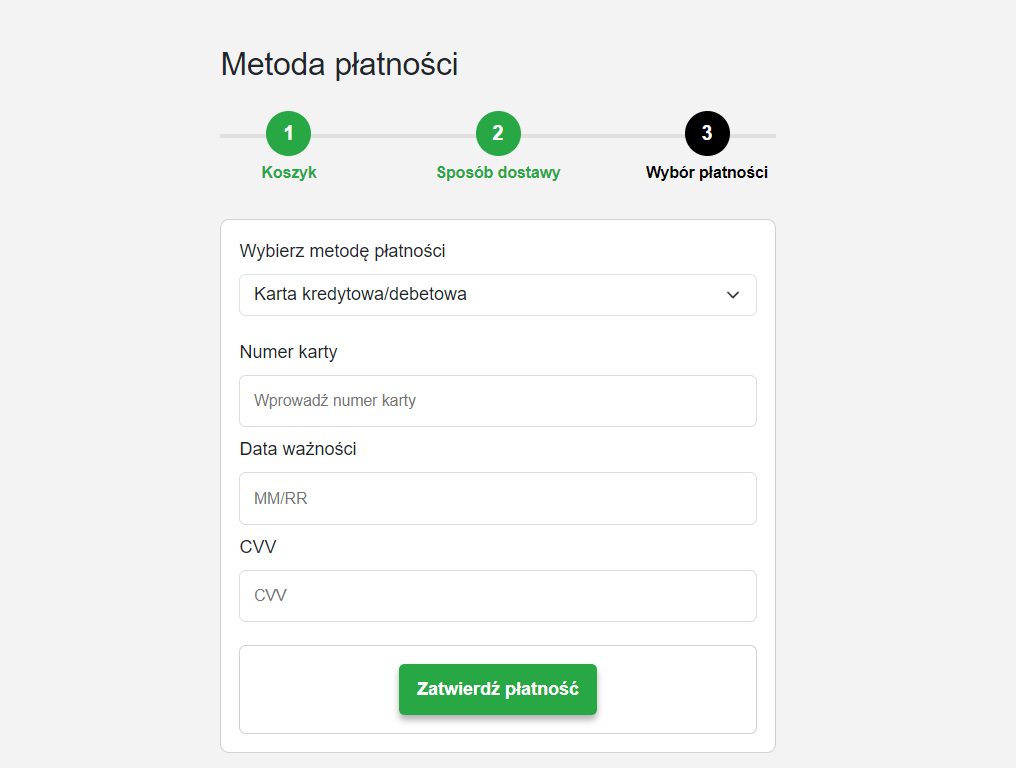 Metoda płatności
1 2 3
Koszyk Sposób dostawy Wybór płatności
Wybierz metodę płatności
Karta kredytowa/debetowa
Numer karty
Wprowadź numer karty
Data ważności
MM/RR
CVV
CVV
Zatwierdź płatność